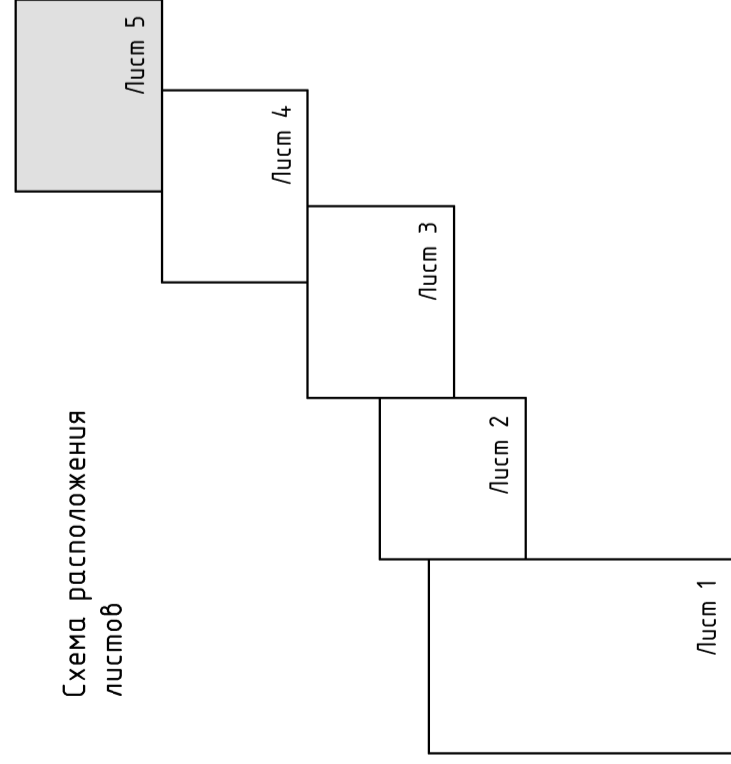 Схема расположения
листов
Лист 1
Лист 2
Лист 3
Лист 4
Лист 5